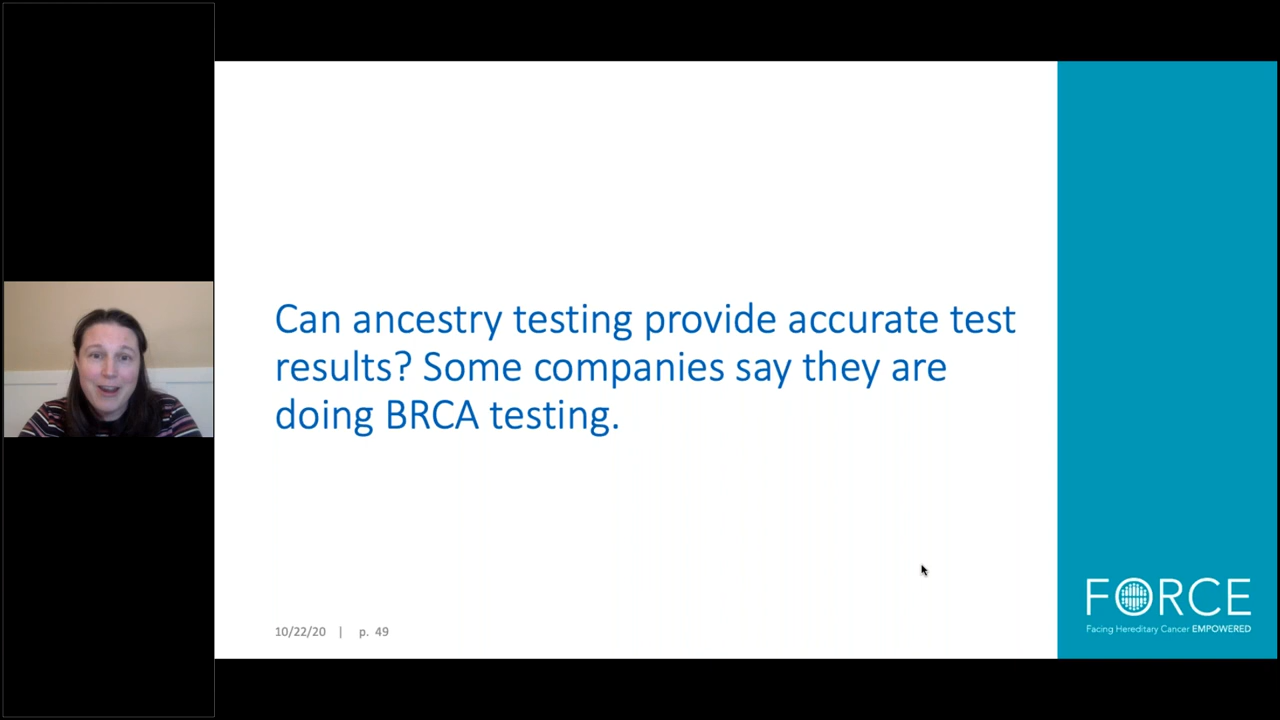 Can ancestry testing provide accurate test
results? Some companies say they are
doing BRCA testing.
10/22/20 | p. 49
FORCE
Facing Hereditary Cancer EMPOWERED